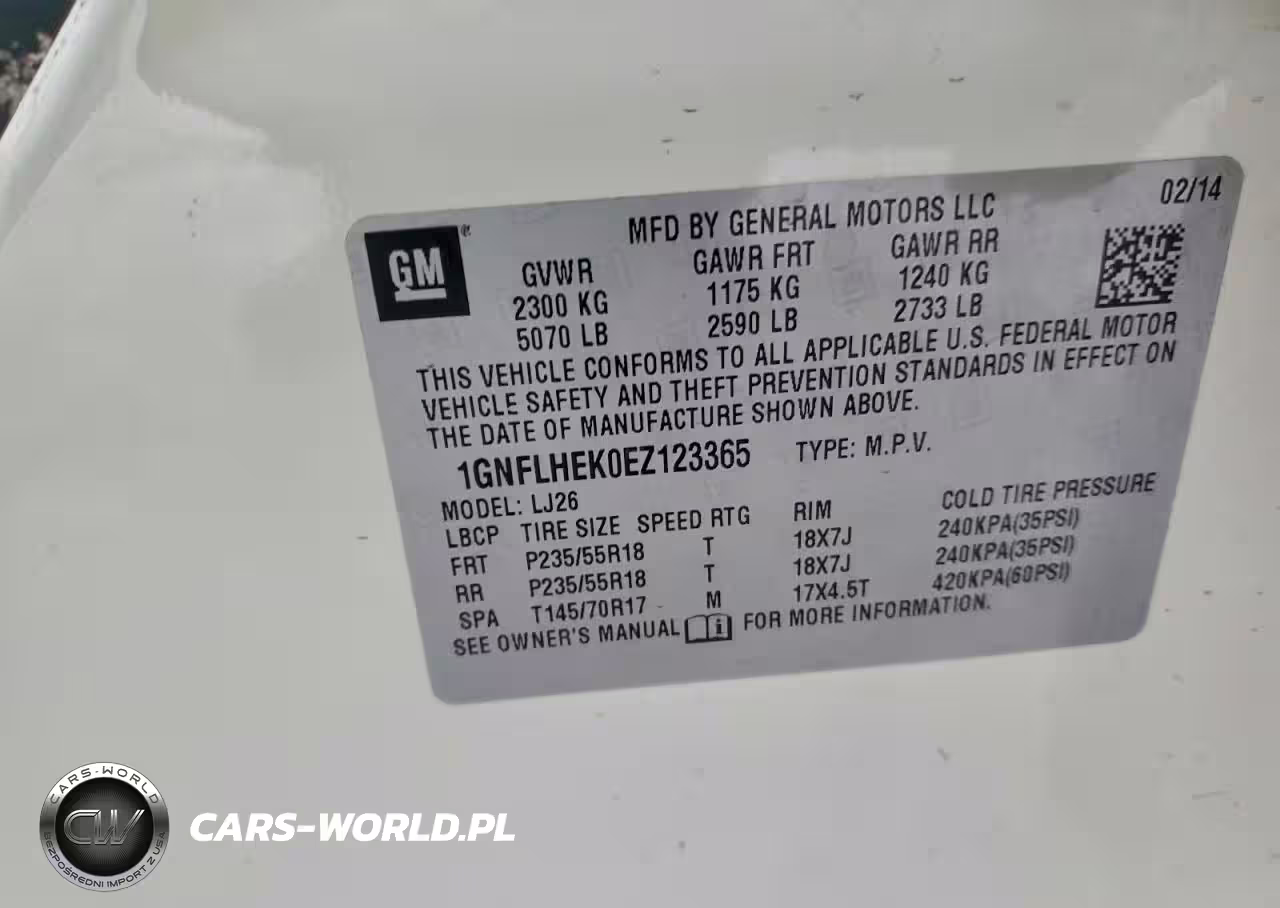 02/14
GM®
MFD BY GENERAL MOTORS LLC
GVWR GAWR FRT GAWR RR
2300 KG 1175 KG 1240 KG
5070 LB 2590 LB 2733 LB
THIS VEHICLE CONFORMS TO ALL APPLICABLE U.S. FEDERAL MOTOR
VEHICLE SAFETY AND THEFT PREVENTION STANDARDS IN EFFECT ON
THE DATE OF MANUFACTURE SHOWN ABOVE.
1GNFLHEK0EZ123365 TYPE: M.P.V.
MODEL: LJ26
LBCP TIRE SIZE SPEED RTG RIM COLD TIRE PRESSURE
FRT P235/55R18 T 18X7J 240KPA(35PSI)
RR P235/55R18 T 18X7J 240KPA(35PSI)
SPA T145/70R17 M 17X4.5T 420KPA(60PSI)
SEE OWNER'S MANUAL i FOR MORE INFORMATION.
CARS-WORLD
CW
BEZPOŚREDNI IMPORT Z USA
CARS-WORLD.PL